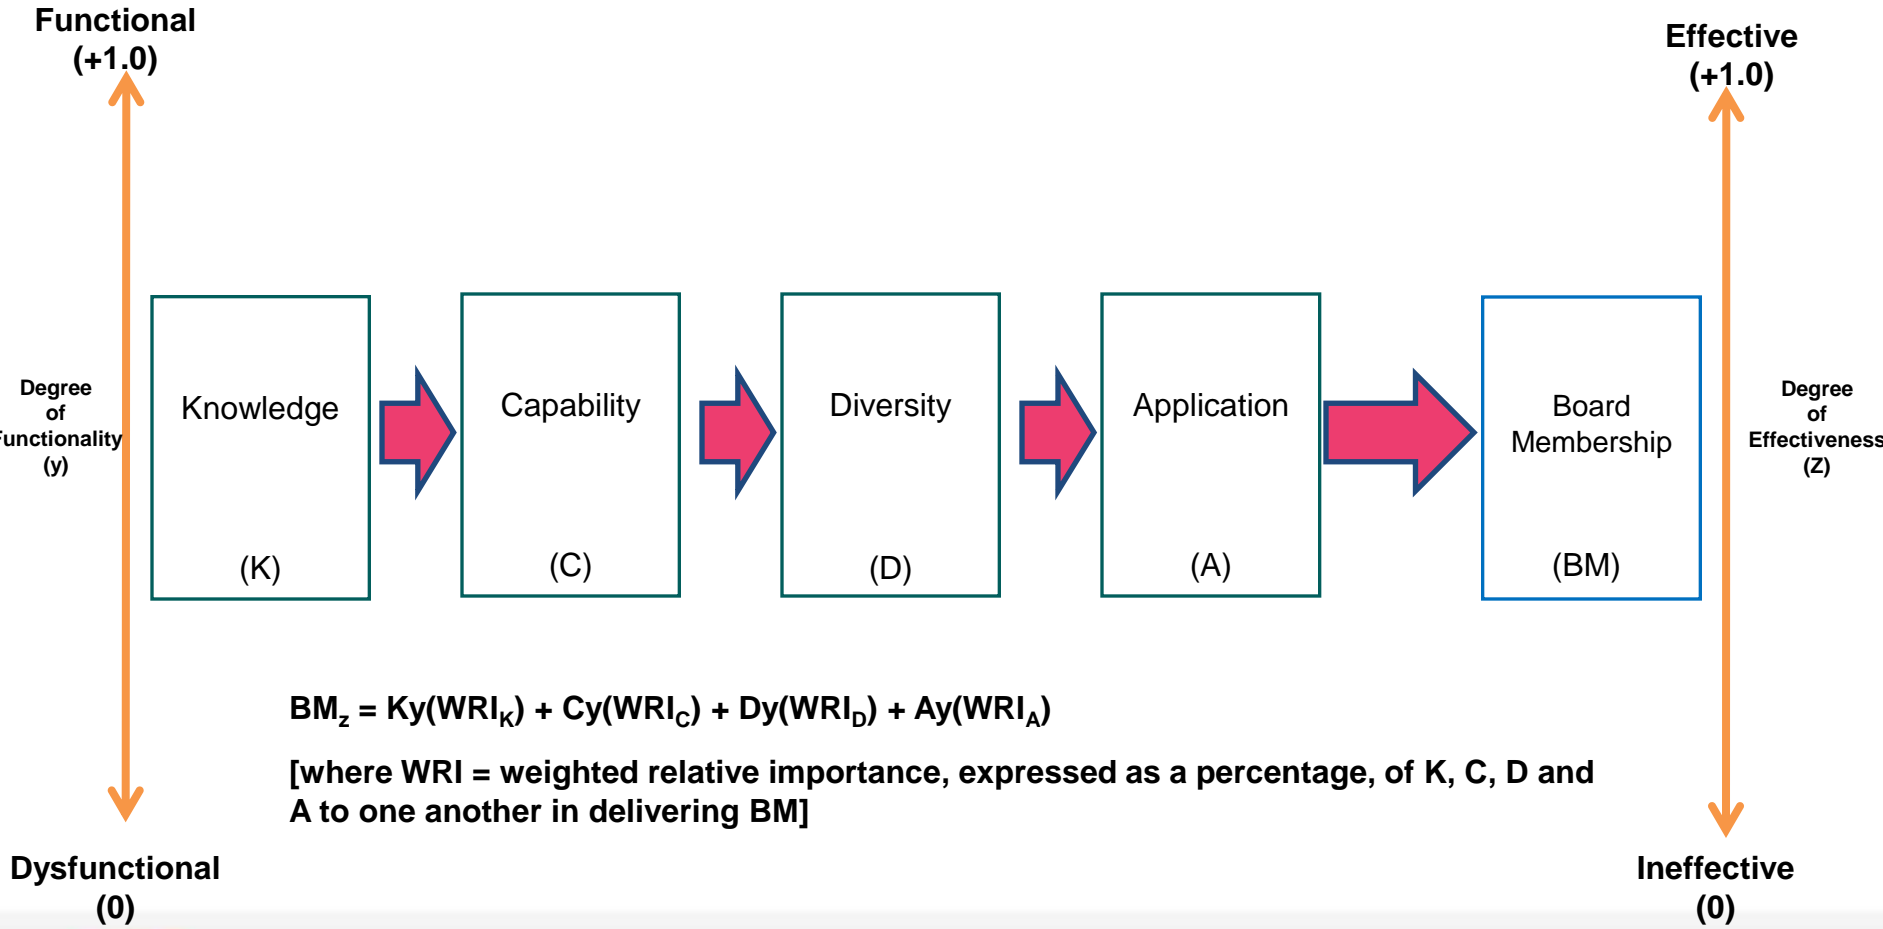 Functional
(+1.0)
Effective
(+1.0)
Degree
of
Functionality
(y)
Knowledge
(K)
Capability
(C)
Diversity
(D)
Application
(A)
Board
Membership
(BM)
Degree
of
Effectiveness
(Z)
BMz = Ky(WRIK) + Cy(WRIC) + Dy(WRID) + Ay(WRIA)
[where WRI = weighted relative importance, expressed as a percentage, of K, C, D and
A to one another in delivering BM]
Dysfunctional
(0)
Ineffective
(0)